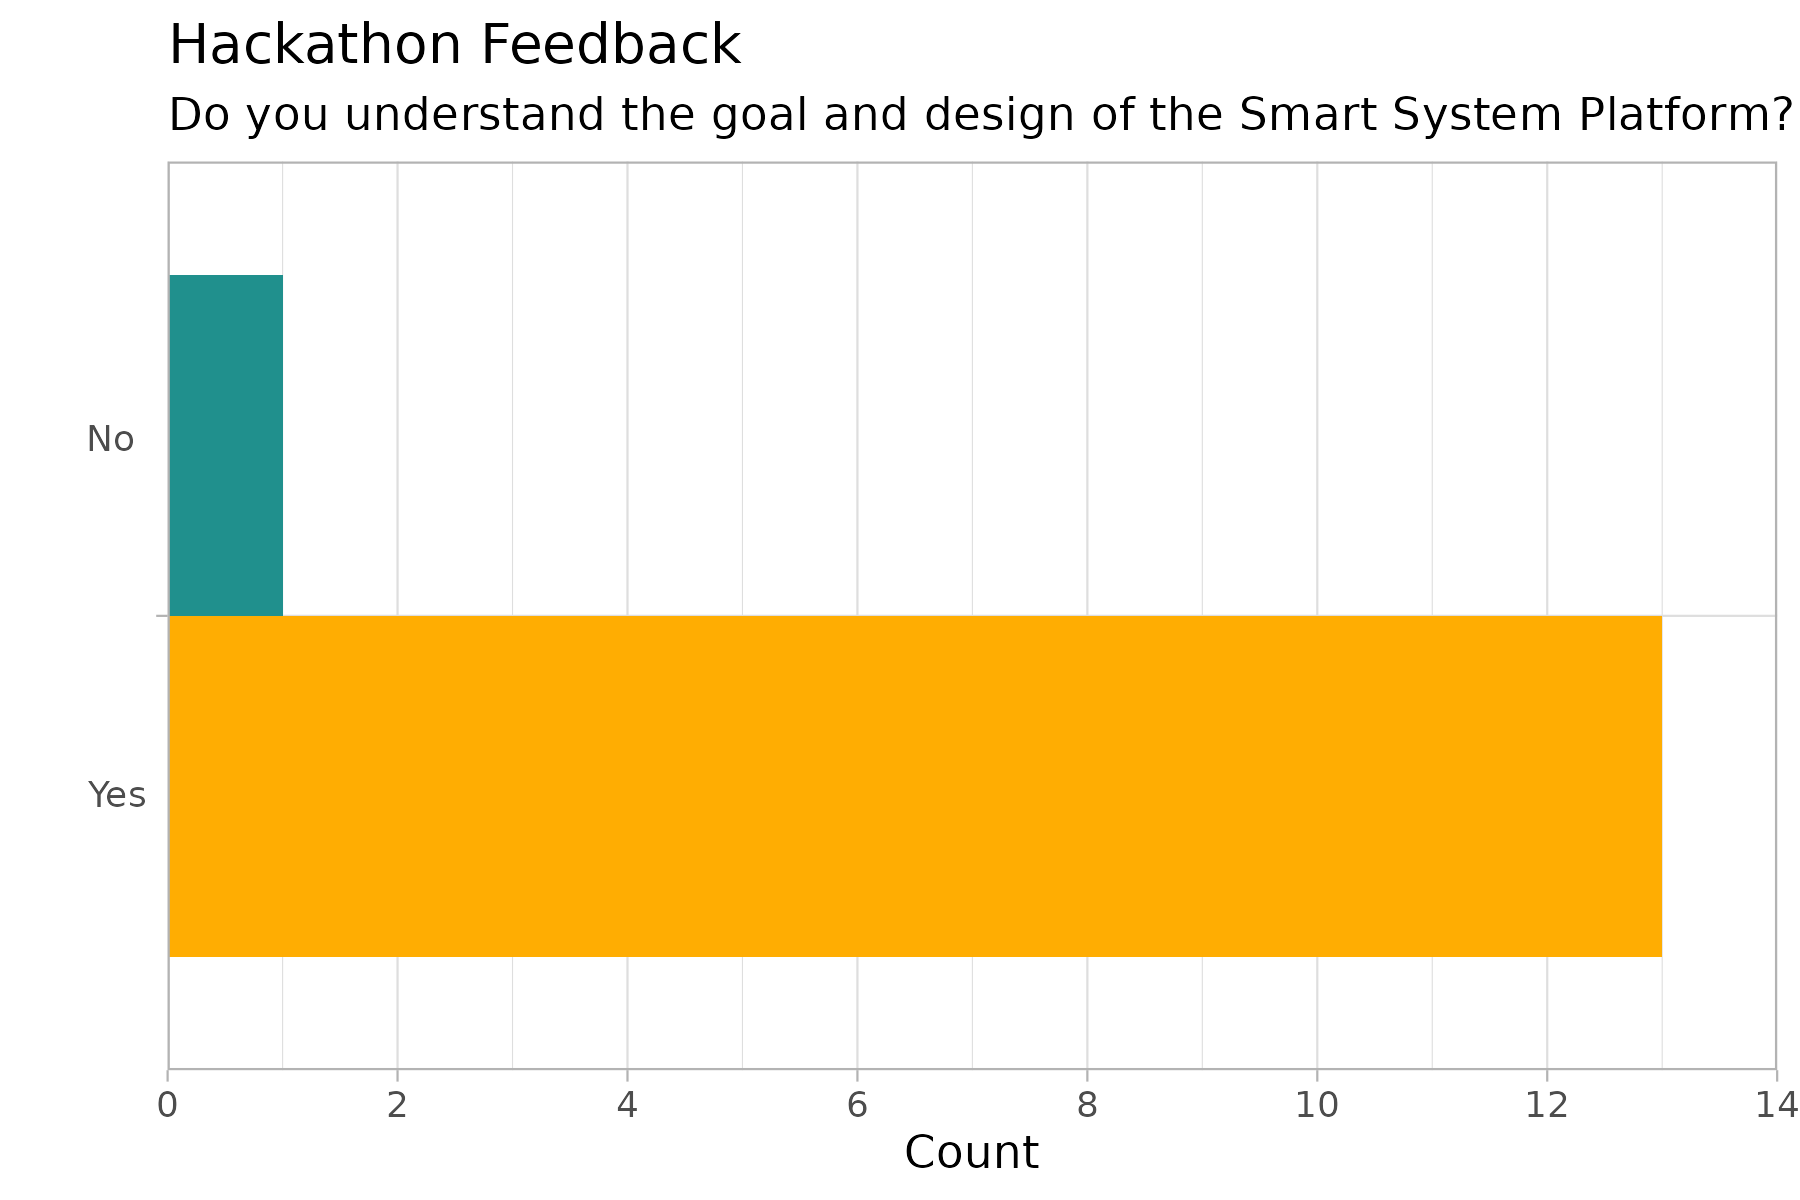 Hackathon Feedback
Do you understand the goal and design of the Smart System Platform?
No
Yes
0 2 4 6 8 10 12 14
Count